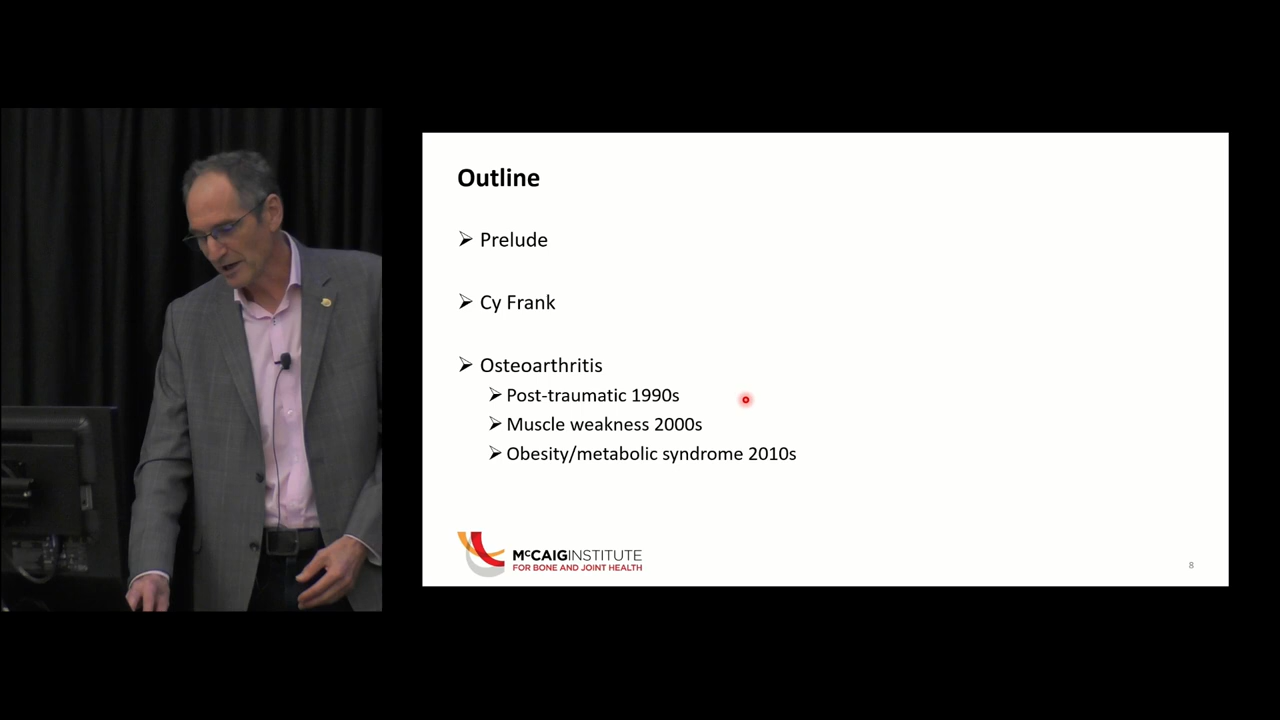 Outline
Prelude
Cy Frank
Osteoarthritis
Post-traumatic 1990s
Muscle weakness 2000s
Obesity/metabolic syndrome 2010s
McCAIGINSTITUTE
FOR BONE AND JOINT HEALTH
8